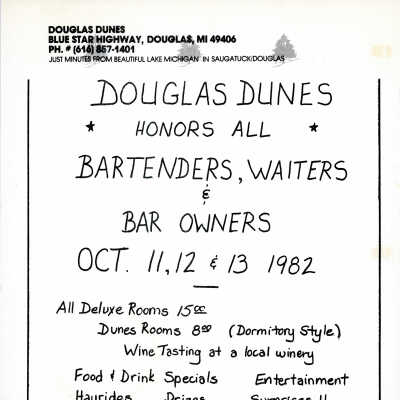 DOUGLAS DUNES
BLUE STAR HIGHWAY, DOUGLAS, MI 49406
PH. # (616) 857-1401
JUST MINUTES FROM BEAUTIFUL LAKE MICHIGAN IN SAUGATUCK/DOUGLAS
DOUGLAS DUNES
★ HONORS ALL ★
BARTENDERS, WAITERS
&
BAR OWNERS
OCT. 11, 12 & 13 1982
All Deluxe Rooms 15.00
Dunes Rooms 8.00 (Dormitory Style)
Wine Tasting at a local winery
Food & Drink Specials Entertainment
Hayrides Prizes Surprises !!